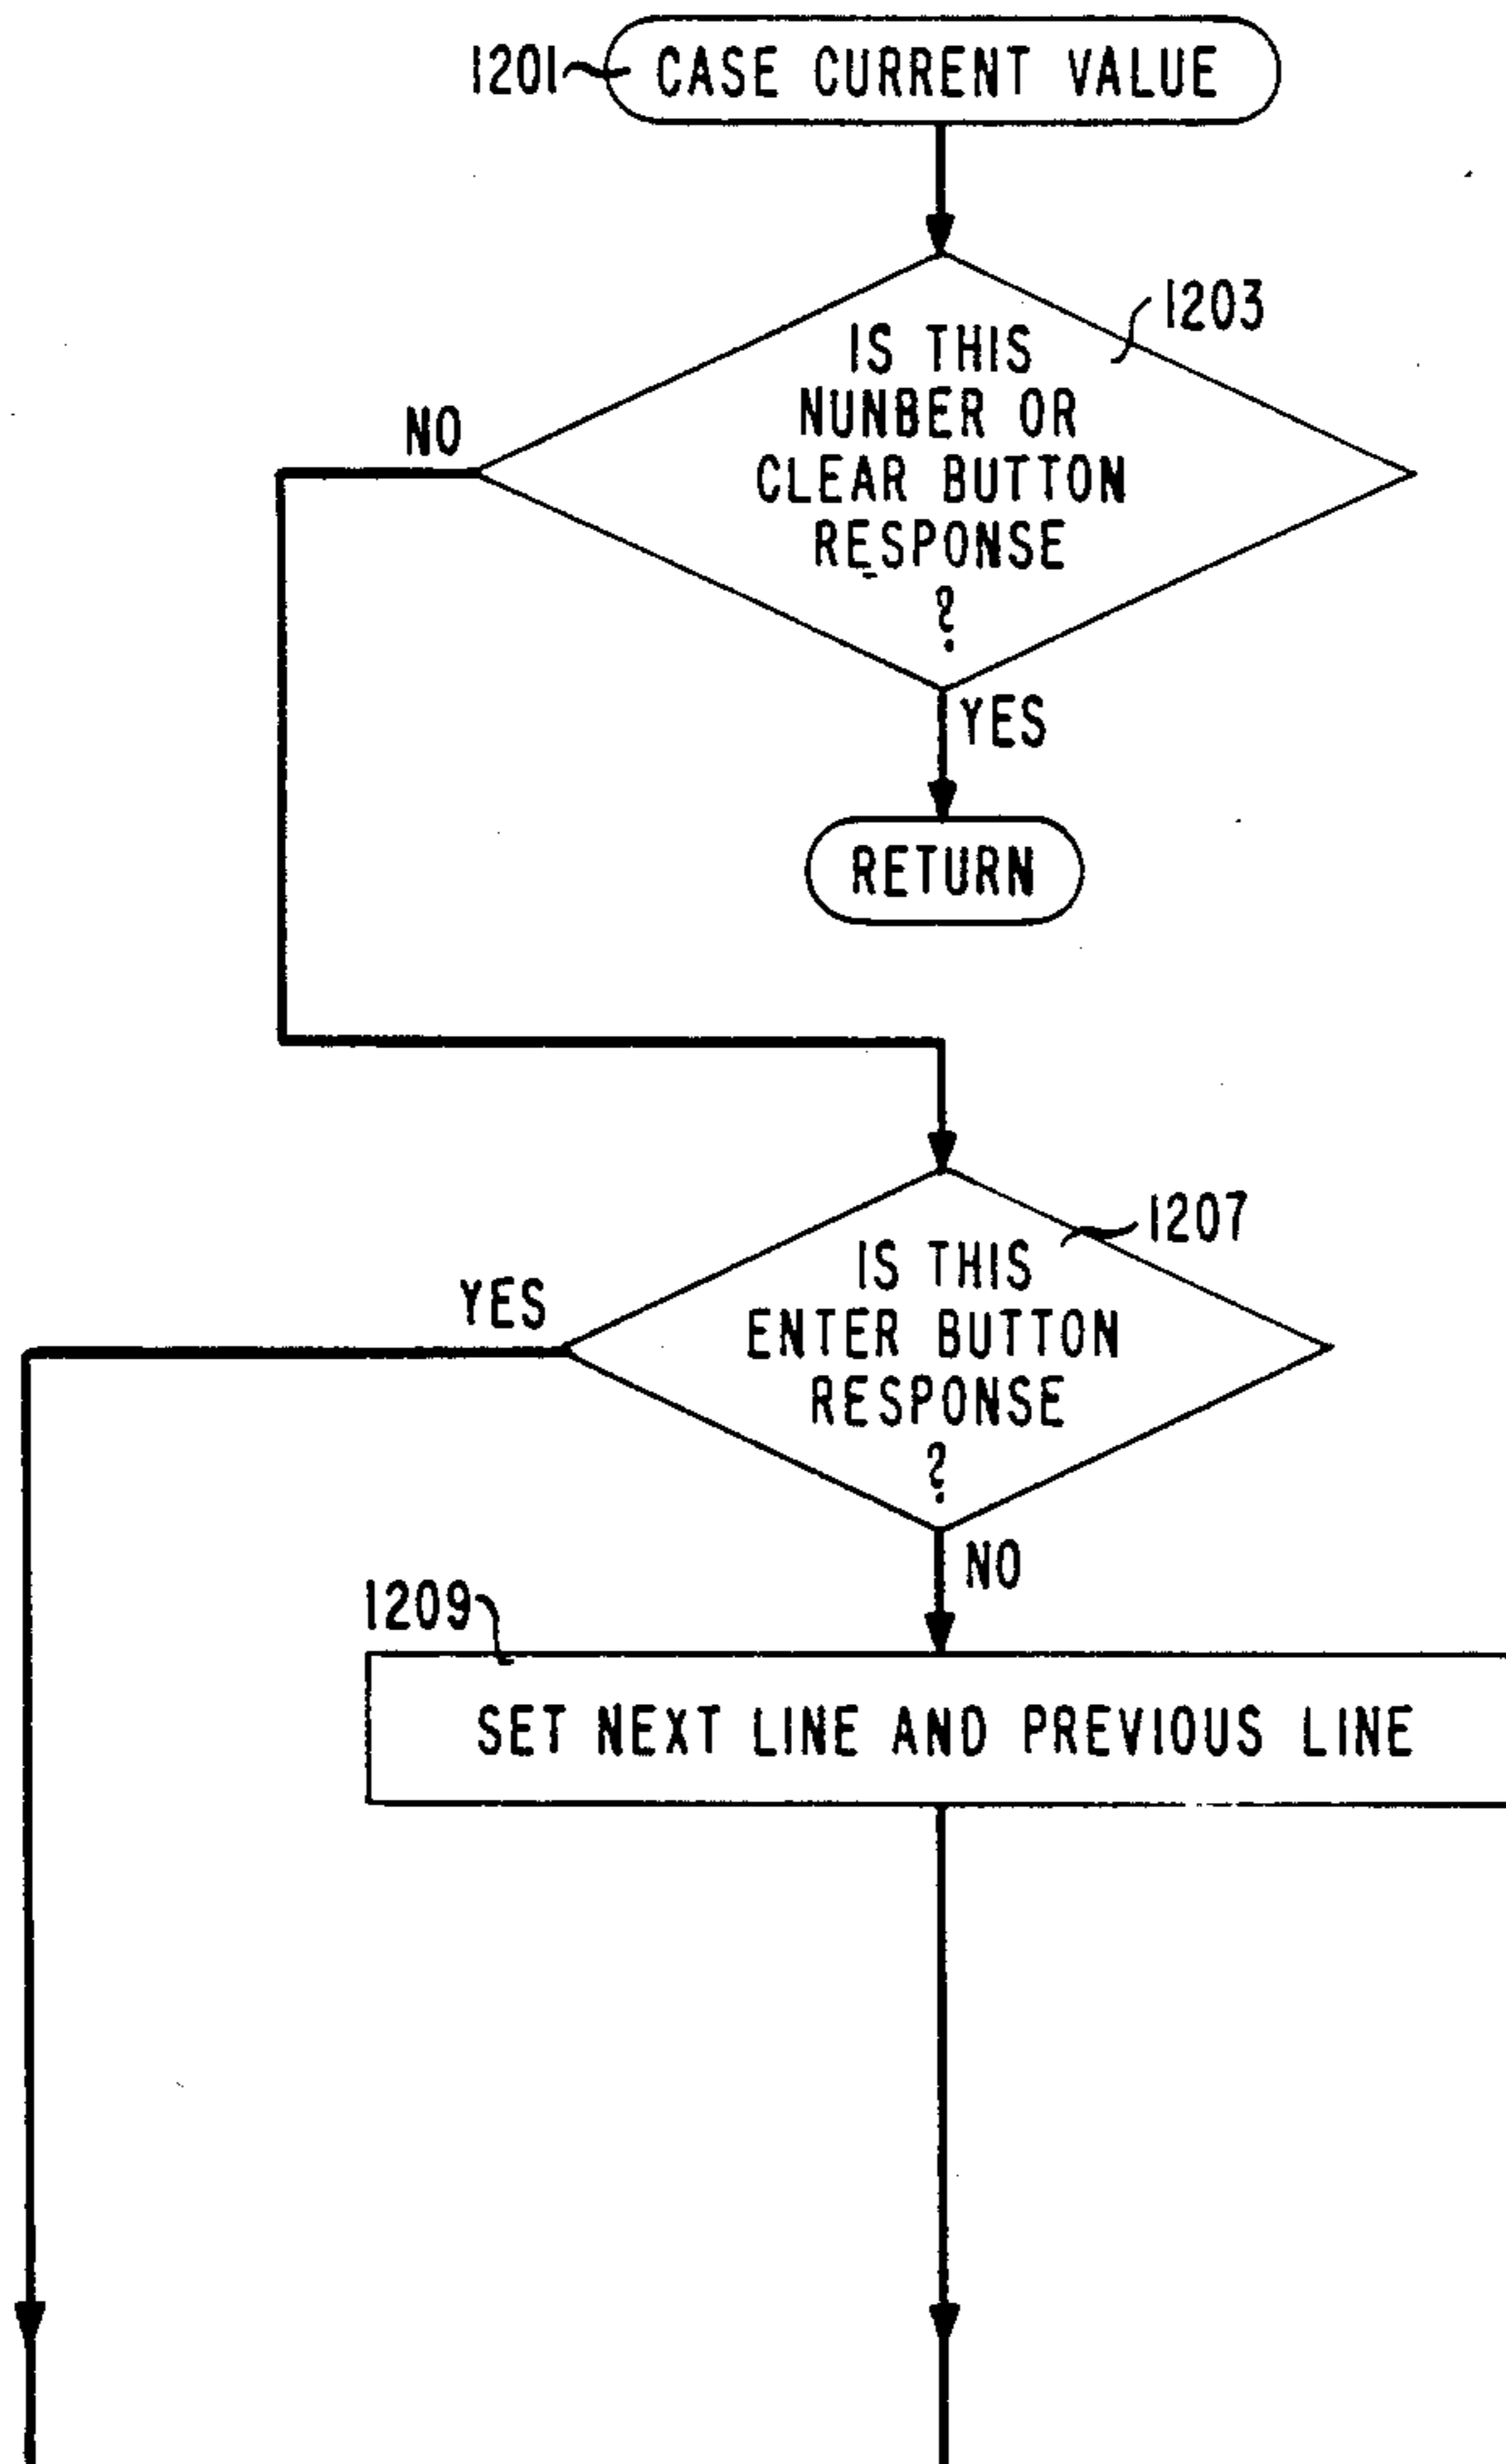 1201 CASE CURRENT VALUE
1203
IS THIS
NUNBER OR
CLEAR BUTTON
RESPONSE
?
NO
YES
RETURN
1207
IS THIS
ENTER BUTTON
RESPONSE
?
YES
NO
1209
SET NEXT LINE AND PREVIOUS LINE